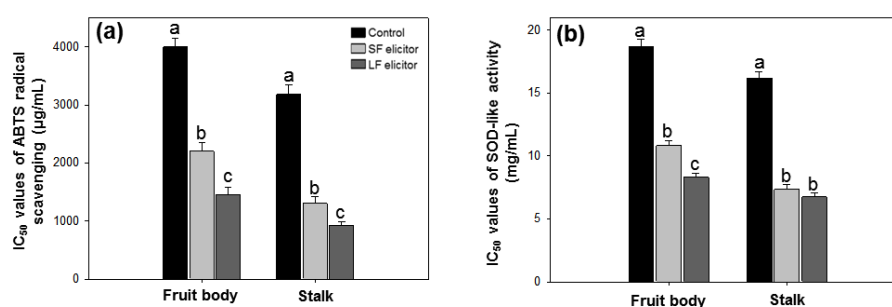 (a)
Control
SF elicitor
LF elicitor
IC50 values of ABTS radical
scavenging (µg/mL)
4000
3000
2000
1000
0
a
b
c
a
b
c
Fruit body
Stalk
(b)
IC50 values of SOD-like activity
(mg/mL)
20
15
10
5
0
a
b
c
a
b
b
Fruit body
Stalk